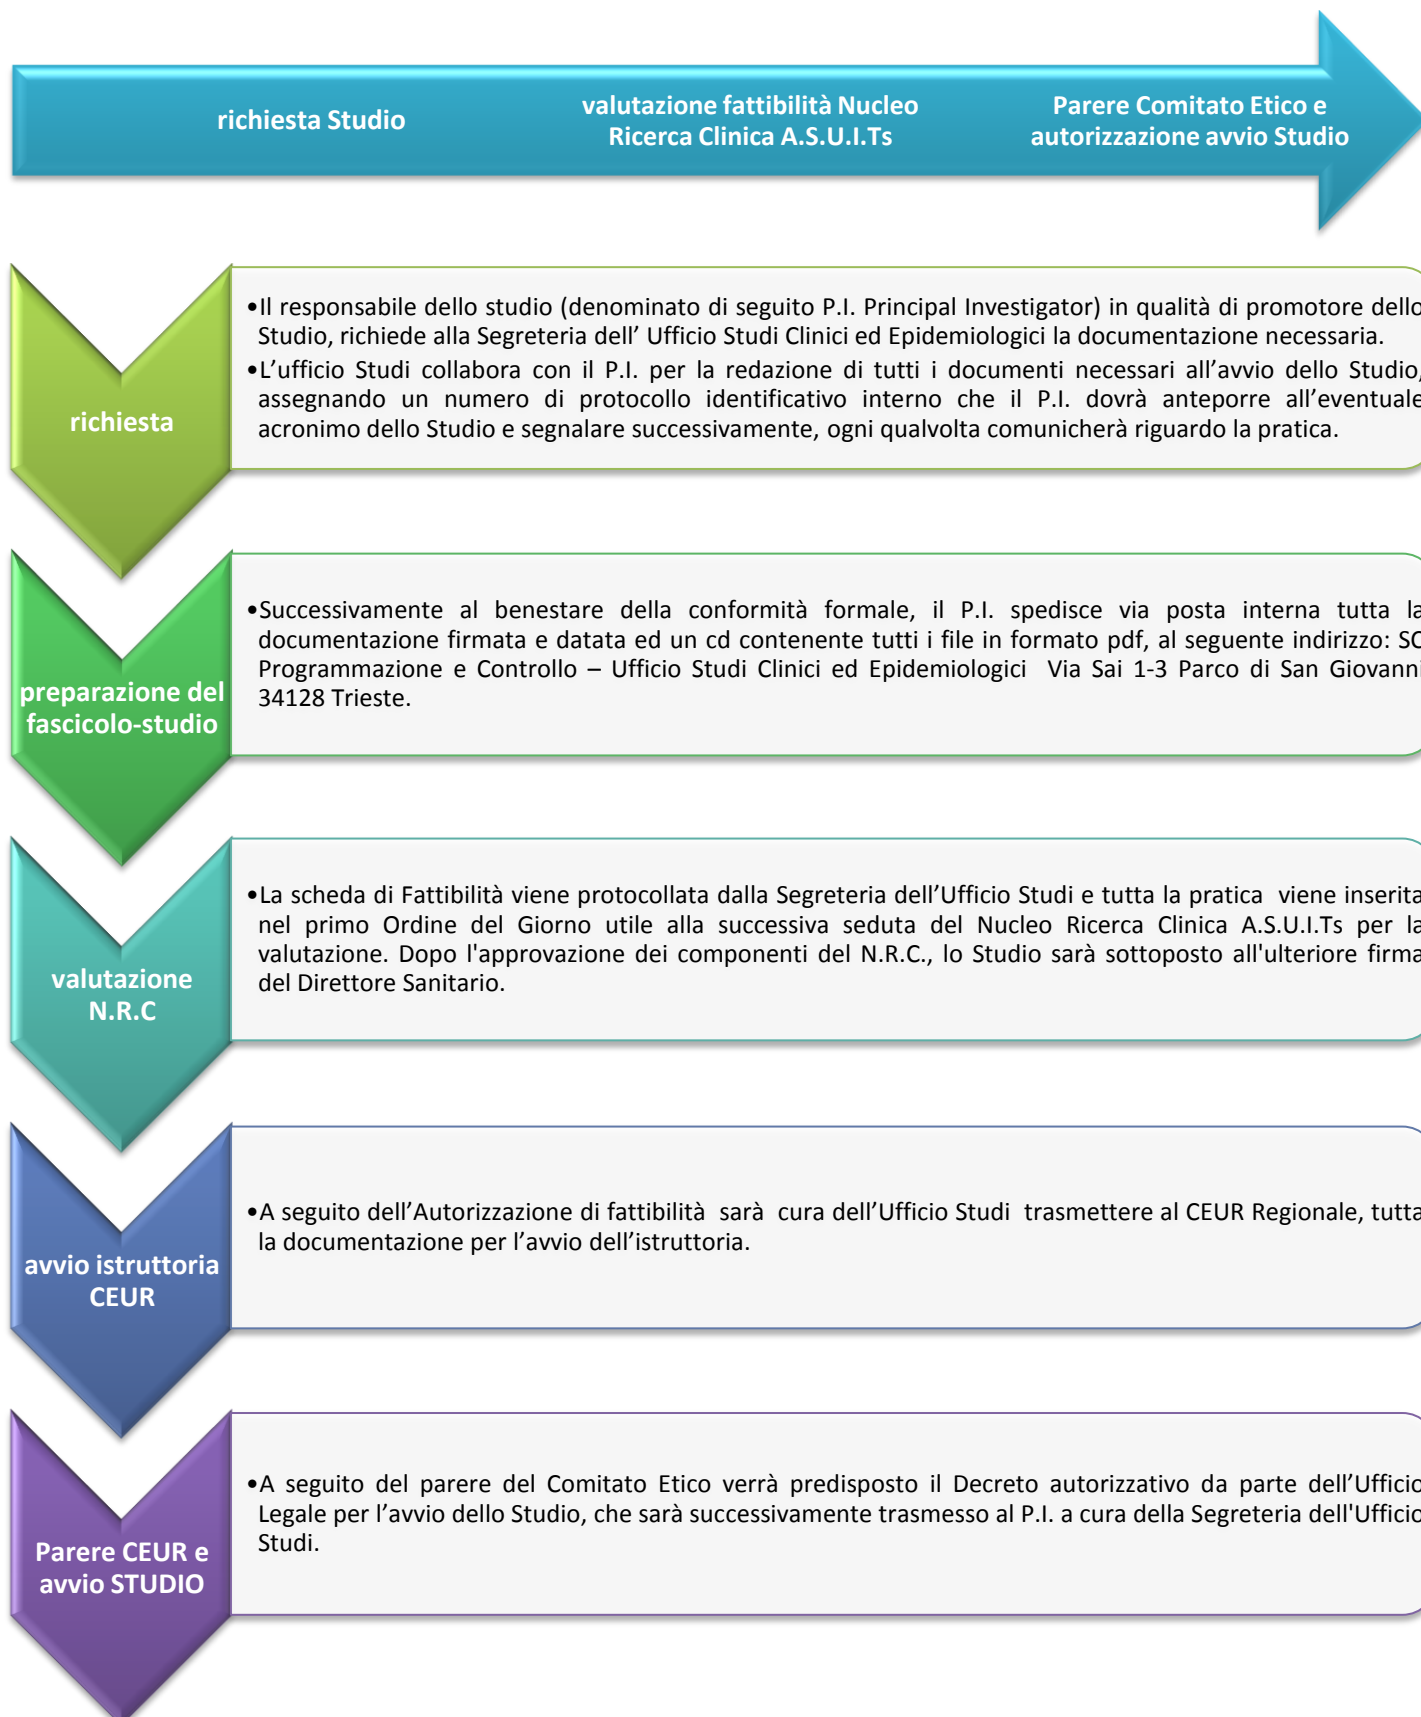 richiesta Studio
valutazione fattibilità Nucleo
Ricerca Clinica A.S.U.I.Ts
Parere Comitato Etico e
autorizzazione avvio Studio
richiesta
•Il responsabile dello studio (denominato di seguito P.I. Principal Investigator) in qualità di promotore dello
Studio, richiede alla Segreteria dell’ Ufficio Studi Clinici ed Epidemiologici la documentazione necessaria.
•L’ufficio Studi collabora con il P.I. per la redazione di tutti i documenti necessari all’avvio dello Studio,
assegnando un numero di protocollo identificativo interno che il P.I. dovrà anteporre all’eventuale
acronimo dello Studio e segnalare successivamente, ogni qualvolta comunicherà riguardo la pratica.
preparazione del
fascicolo-studio
•Successivamente al benestare della conformità formale, il P.I. spedisce via posta interna tutta la
documentazione firmata e datata ed un cd contenente tutti i file in formato pdf, al seguente indirizzo: SC
Programmazione e Controllo – Ufficio Studi Clinici ed Epidemiologici Via Sai 1-3 Parco di San Giovanni
34128 Trieste.
valutazione
N.R.C
•La scheda di Fattibilità viene protocollata dalla Segreteria dell’Ufficio Studi e tutta la pratica viene inserita
nel primo Ordine del Giorno utile alla successiva seduta del Nucleo Ricerca Clinica A.S.U.I.Ts per la
valutazione. Dopo l'approvazione dei componenti del N.R.C., lo Studio sarà sottoposto all'ulteriore firma
del Direttore Sanitario.
avvio istruttoria
CEUR
•A seguito dell’Autorizzazione di fattibilità sarà cura dell’Ufficio Studi trasmettere al CEUR Regionale, tutta
la documentazione per l’avvio dell’istruttoria.
Parere CEUR e
avvio STUDIO
•A seguito del parere del Comitato Etico verrà predisposto il Decreto autorizzativo da parte dell’Ufficio
Legale per l’avvio dello Studio, che sarà successivamente trasmesso al P.I. a cura della Segreteria dell'Ufficio
Studi.